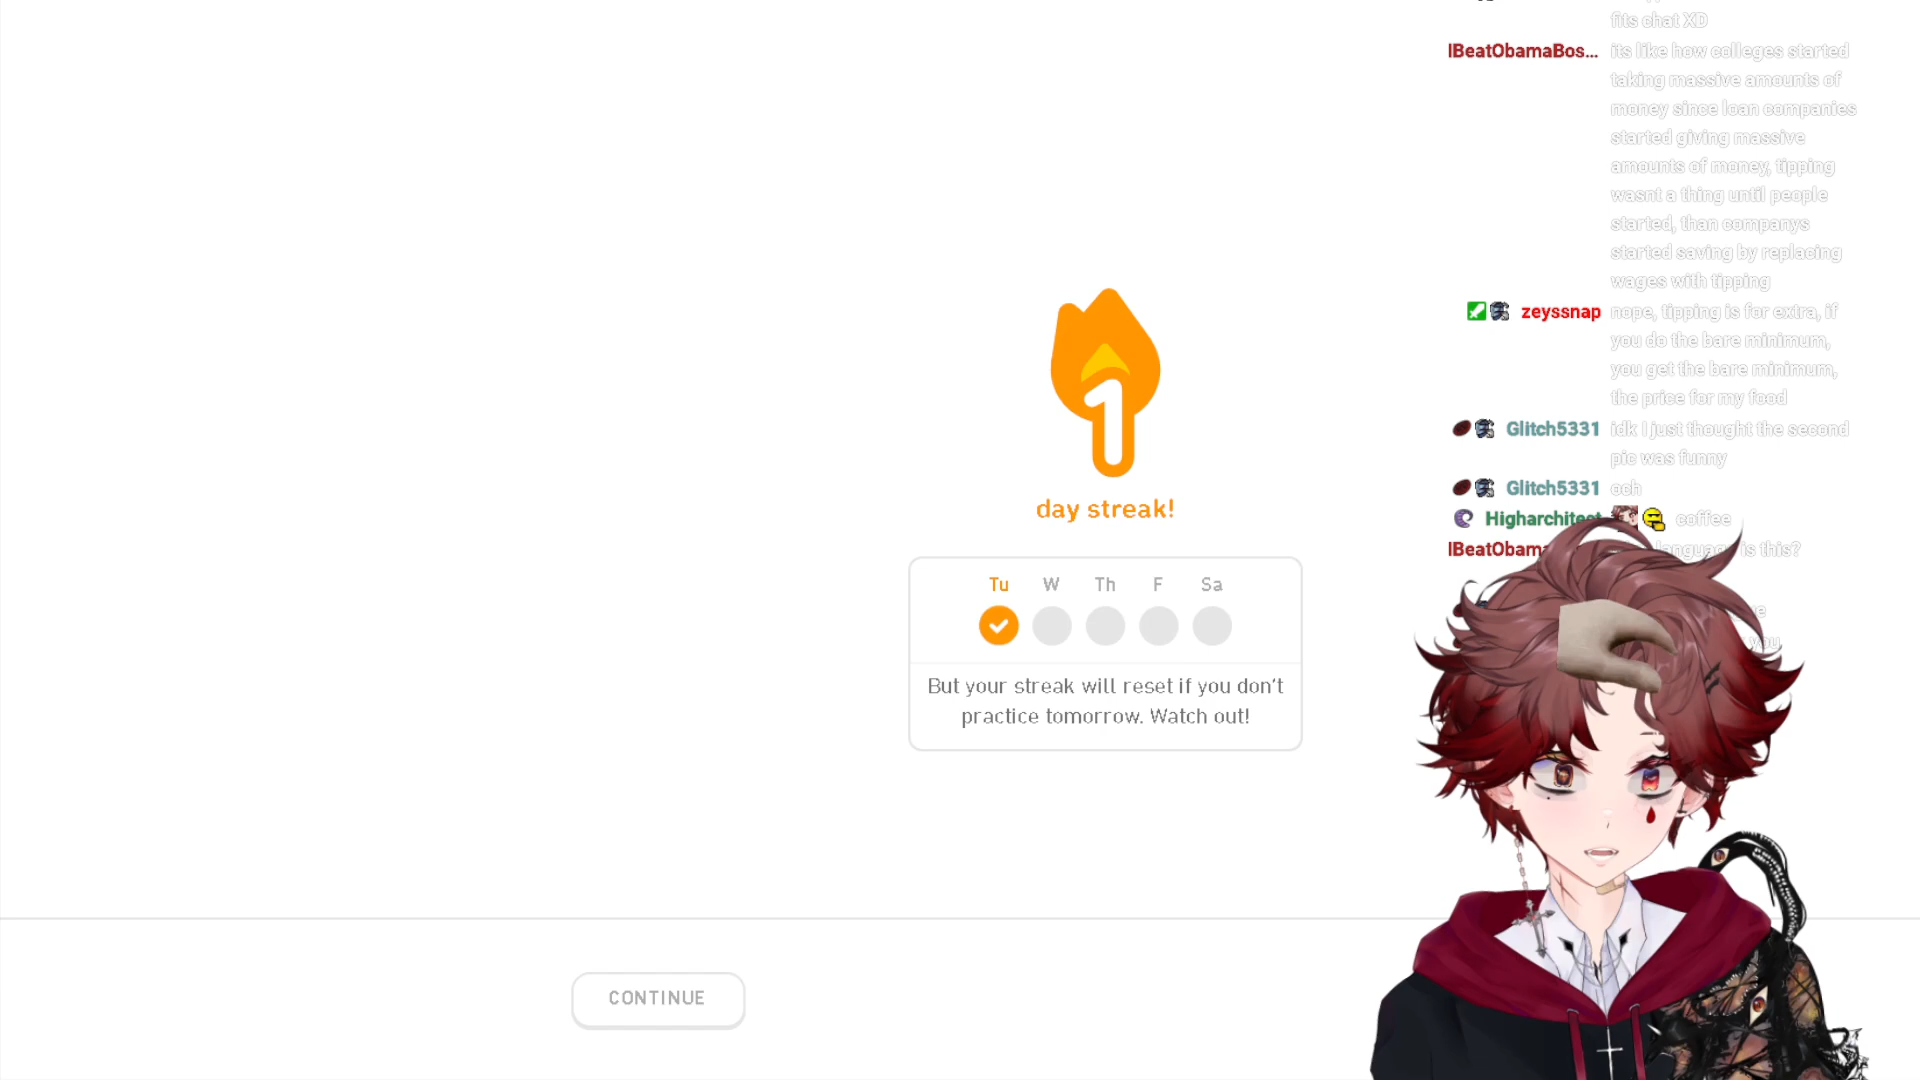 fits chat XD
IBeatObamaBos... its like how colleges started
taking massive amounts of
money since loan companies
started giving massive
amounts of money, tipping
wasnt a thing until people
started, than companys
started saving by replacing
wages with tipping
zeyssnap nope, tipping is for extra, if
you do the bare minimum,
you get the bare minimum,
the price for my food
Glitch5331 idk I just thought the second
pic was funny
Glitch5331 och
Higharchitect coffee
IBeatObama language is this?
you,
1
day streak!
Tu W Th F Sa
But your streak will reset if you don't
practice tomorrow. Watch out!
CONTINUE